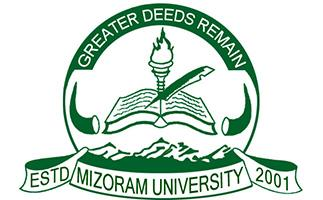 GREATER DEEDS REMAIN
ESTD MIZORAM UNIVERSITY 2001